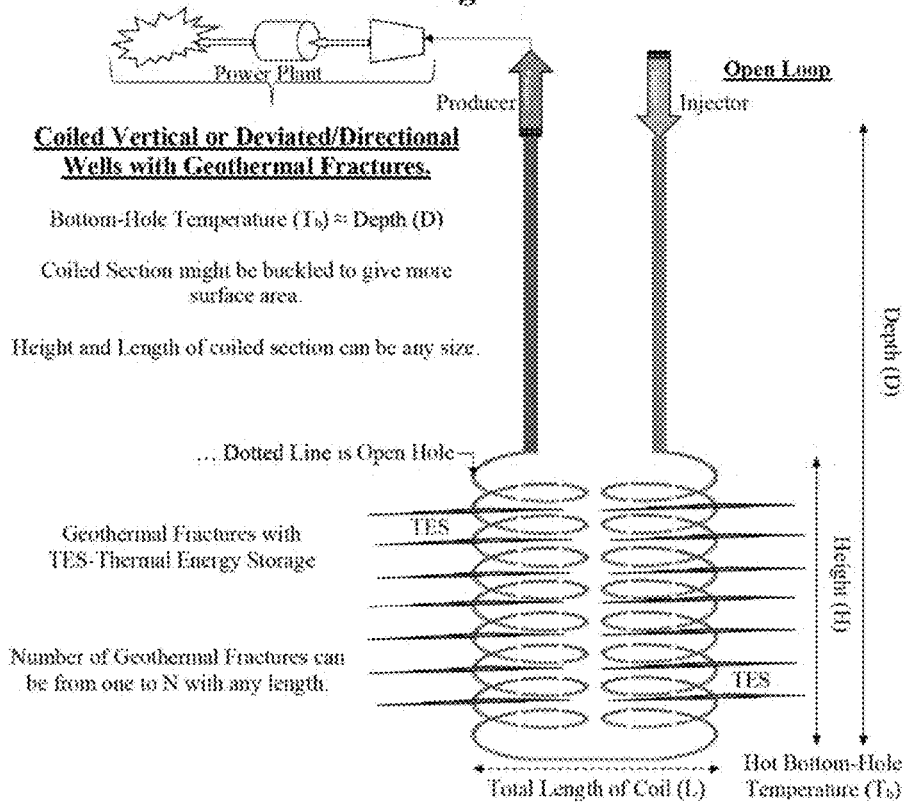 Power Plant
Producer
Injector
Open Loop
Coiled Vertical or Deviated/Directional
Wells with Geothermal Fractures.
Bottom-Hole Temperature (Tb) ≈ Depth (D)
Coiled Section might be buckled to give more
surface area.
Height and Length of coiled section can be any size.
Depth (D)
… Dotted Line is Open Hole
TES
Geothermal Fractures with
TES-Thermal Energy Storage
Height (H)
Number of Geothermal Fractures can
be from one to N with any length.
TES
Total Length of Coil (L)
Hot Bottom-Hole
Temperature (Tb)